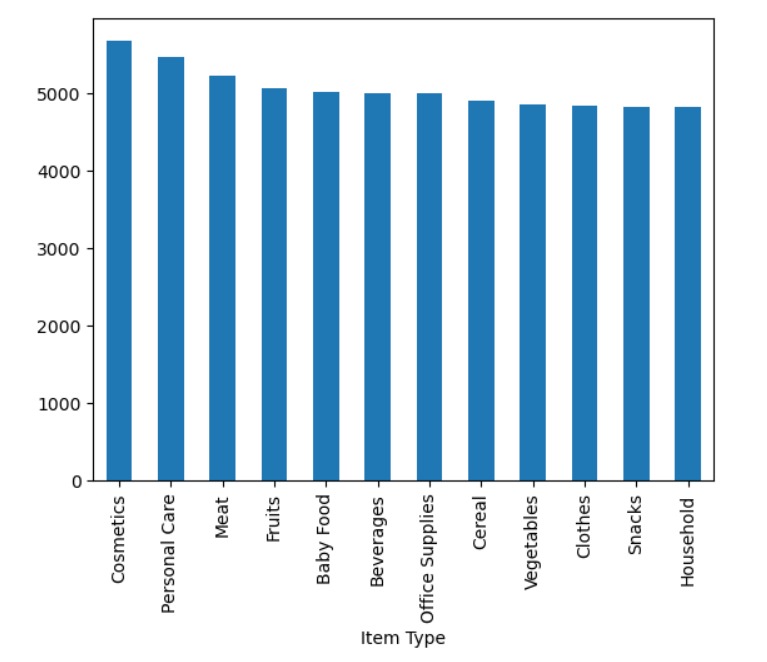 5000
4000
3000
2000
1000
0
Cosmetics
Personal Care
Meat
Fruits
Baby Food
Beverages
Office Supplies
Cereal
Vegetables
Clothes
Snacks
Household
Item Type